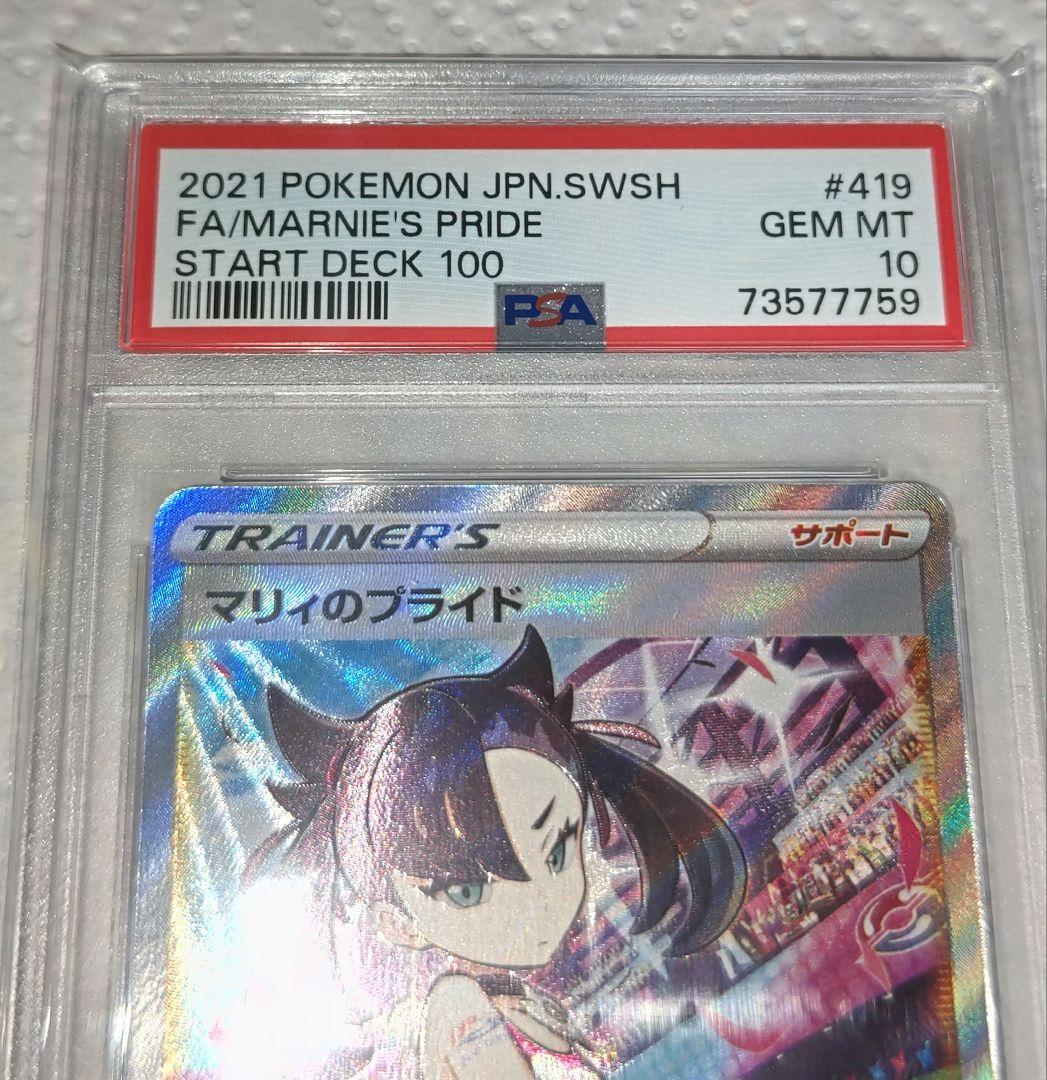 2021 POKEMON JPN.SWSH #419
FA/MARNIE'S PRIDE GEM MT
START DECK 100 10
PSA 73577759
TRAINER'S サポート
マリィのプライド